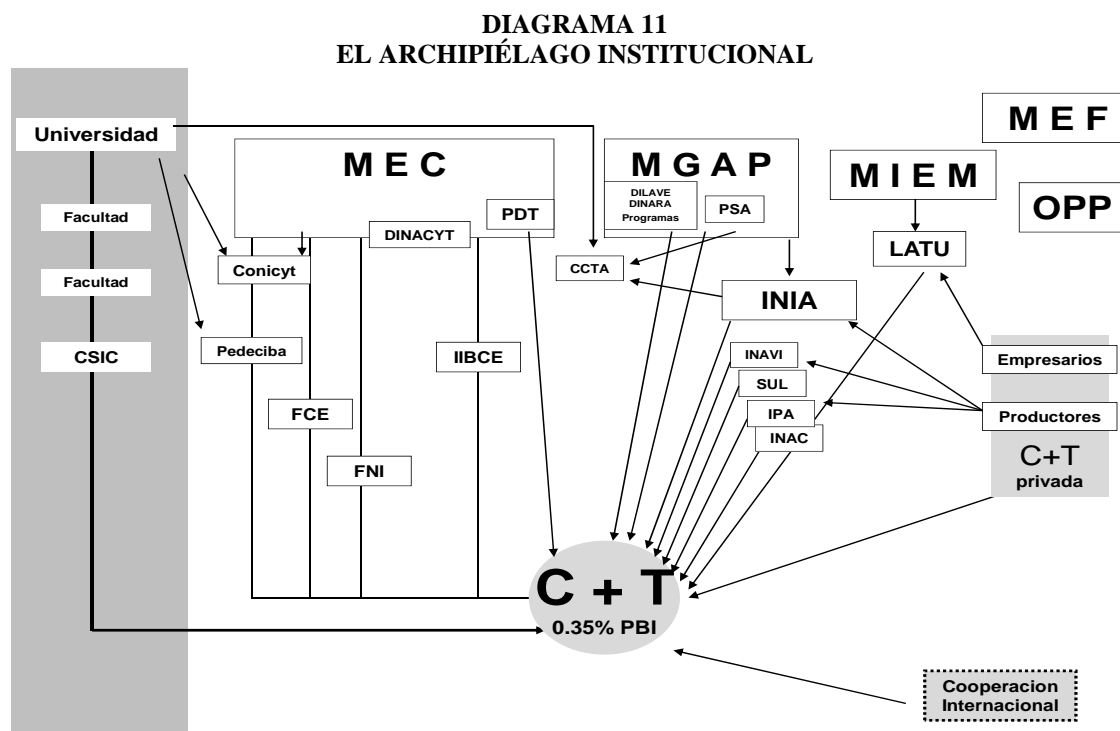 DIAGRAMA 11
EL ARCHIPIÉLAGO INSTITUCIONAL
Universidad
Facultad
Facultad
CSIC
M E C
PDT
DINACYT
Conicyt
Pedeciba
IIBCE
FCE
FNI
M G A P
DILAVE
DINARA
Programas
PSA
CCTA
INIA
INAVI
SUL
IPA
INAC
M I E M
LATU
M E F
OPP
Empresarios
Productores
C+T
privada
C + T
0.35% PBI
Cooperacion
Internacional